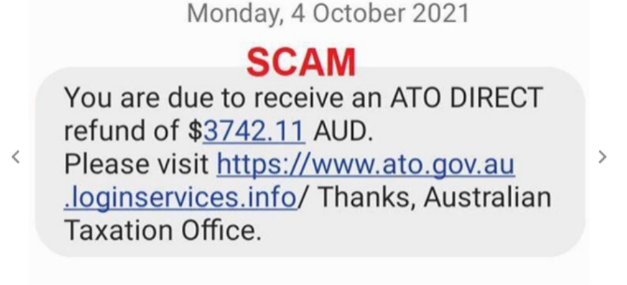 Monday, 4 October 2021
SCAM
You are due to receive an ATO DIRECT
refund of $3742.11 AUD.
Please visit https://www.ato.gov.au
.loginservices.info/ Thanks, Australian
Taxation Office.